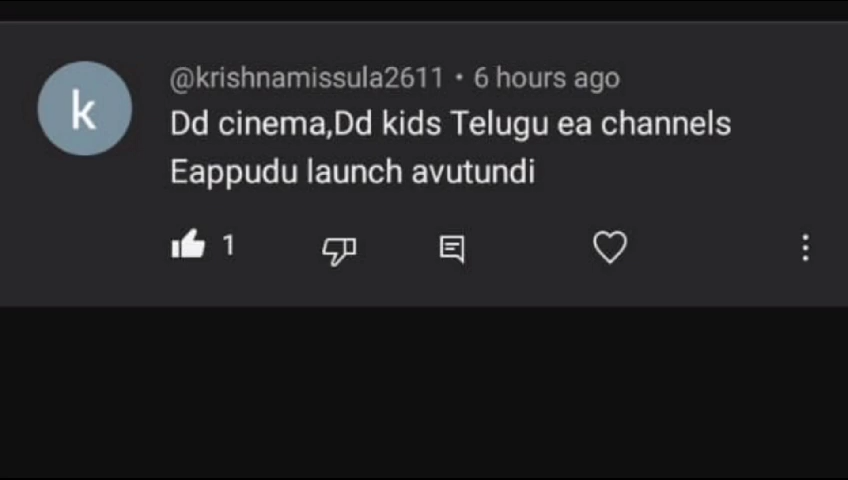 k
@krishnamissula2611 • 6 hours ago
Dd cinema,Dd kids Telugu ea channels
Eappudu launch avutundi
1